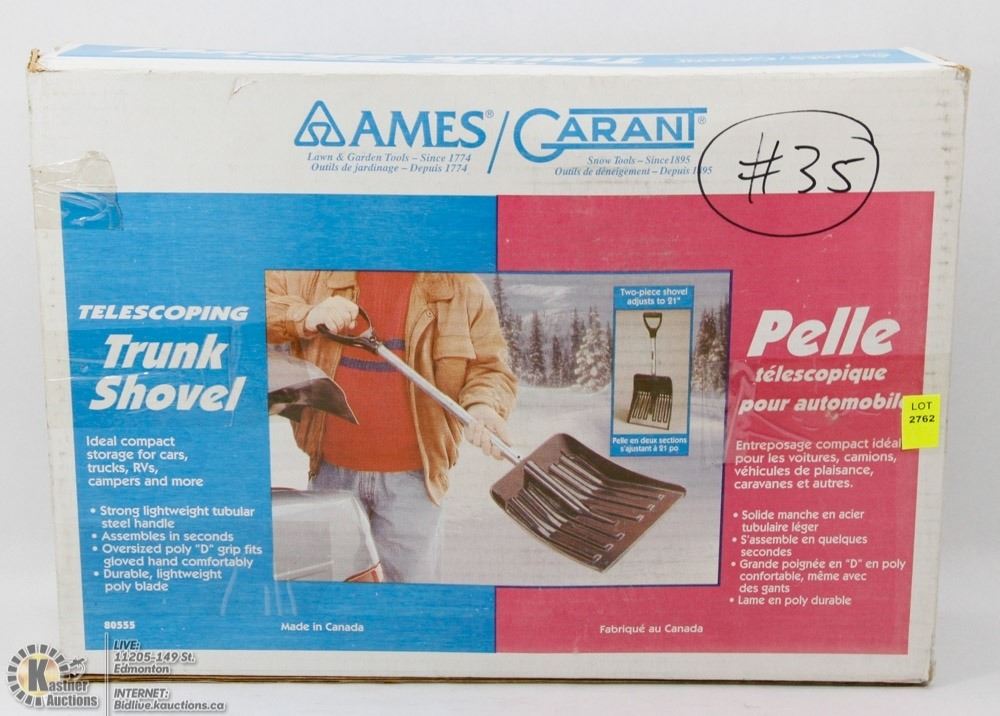 AMES® / GARANT®
Lawn & Garden Tools – Since 1774
Outils de jardinage – Depuis 1774
Snow Tools – Since 1895
Outils de déneigement – Depuis 1895
#35
TELESCOPING
Trunk
Shovel
Ideal compact
storage for cars,
trucks, RVs,
campers and more
• Strong lightweight tubular
steel handle
• Assembles in seconds
• Oversized poly "D" grip fits
gloved hand comfortably
• Durable, lightweight
poly blade
80555
Made in Canada
Two-piece shovel
adjusts to 21"
Pelle en deux sections
s'ajustant à 21 po
Pelle
télescopique
pour automobile
LOT
2762
Entreposage compact idéal
pour les voitures, camions,
véhicules de plaisance,
caravanes et autres.
• Solide manche en acier
tubulaire léger
• S'assemble en quelques
secondes
• Grande poignée en "D" en poly
confortable, même avec
des gants
• Lame en poly durable
Fabriqué au Canada
Kastner
Auctions
LIVE:
11205-149 St.
Edmonton
INTERNET:
Bidlive.kauctions.ca